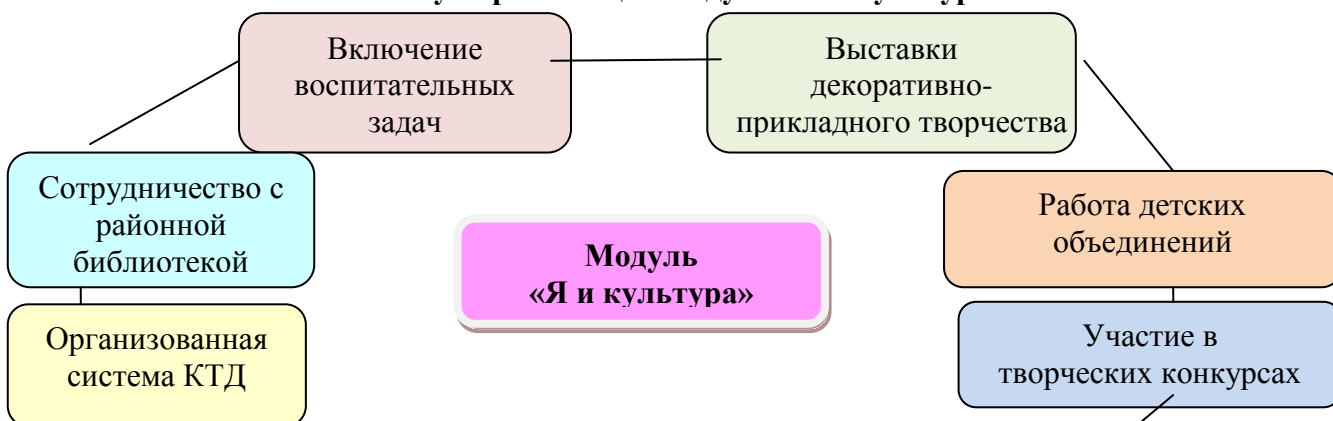 Включение
воспитательных
задач
Выставки
декоративно-
прикладного творчества
Сотрудничество с
районной
библиотекой
Работа детских
объединений
Модуль
«Я и культура»
Организованная
система КТД
Участие в
творческих конкурсах